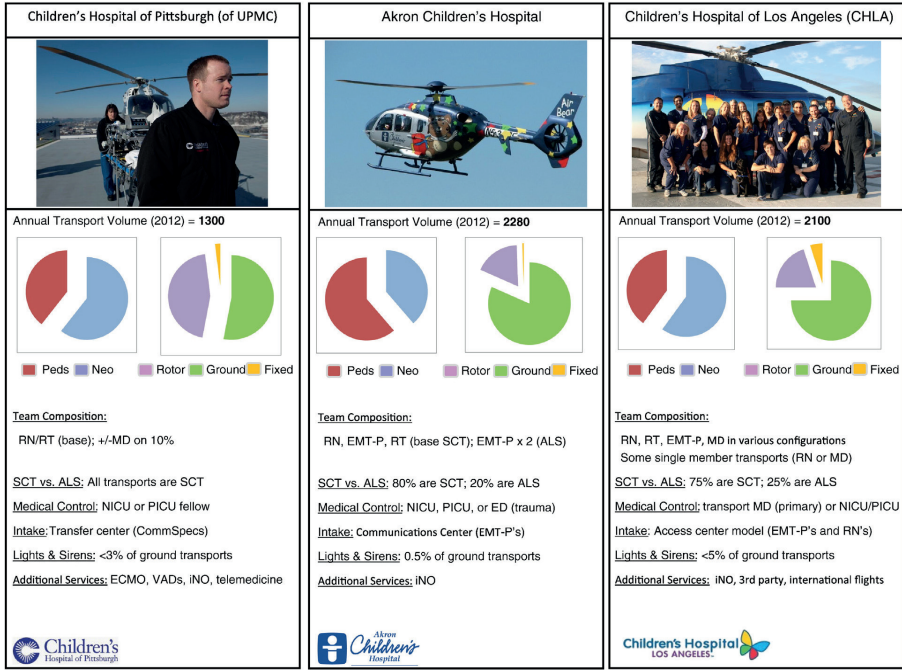 Children's Hospital of Pittsburgh (of UPMC)
Annual Transport Volume (2012) = 1300
Peds Neo Rotor Ground Fixed
Team Composition:
RN/RT (base); +/-MD on 10%
SCT vs. ALS: All transports are SCT
Medical Control: NICU or PICU fellow
Intake:Transfer center (CommSpecs)
Lights & Sirens: <3% of ground transports
Additional Services: ECMO, VADs, iNO, telemedicine
Children's
Hospital of Pittsburgh
Akron Children's Hospital
Air
Bear
Annual Transport Volume (2012) = 2280
Peds Neo Rotor Ground Fixed
Team Composition:
RN, EMT-P, RT (base SCT); EMT-P x 2 (ALS)
SCT vs. ALS: 80% are SCT; 20% are ALS
Medical Control: NICU, PICU, or ED (trauma)
Intake: Communications Center (EMT-P's)
Lights & Sirens: 0.5% of ground transports
Additional Services: iNO
Akron
Children's
Hospital
Children's Hospital of Los Angeles (CHLA)
Annual Transport Volume (2012) = 2100
Peds Neo Rotor Ground Fixed
Team Composition:
RN, RT, EMT-P, MD in various configurations
Some single member transports (RN or MD)
SCT vs. ALS: 75% are SCT; 25% are ALS
Medical Control: transport MD (primary) or NICU/PICU
Intake: Access center model (EMT-P's and RN's)
Lights & Sirens: <5% of ground transports
Additional Services: iNO, 3rd party, international flights
Children's Hospital
LOS ANGELES